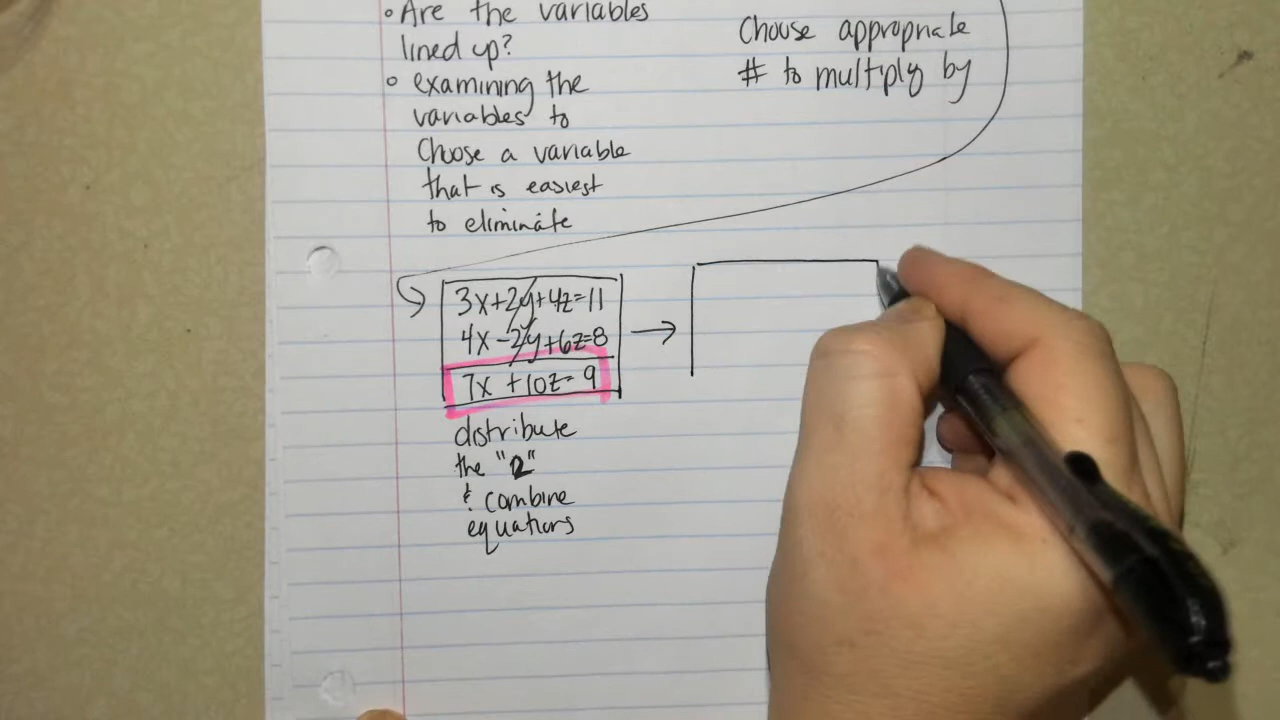 • Are the variables
lined up?
• examining the
variables to
Choose a variable
that is easiest
to eliminate
Choose appropriate
# to multiply by
3x+2y+4z=11
4x-2y+6z=8
7x +10z= 9
distribute
the "2"
& combine
equations